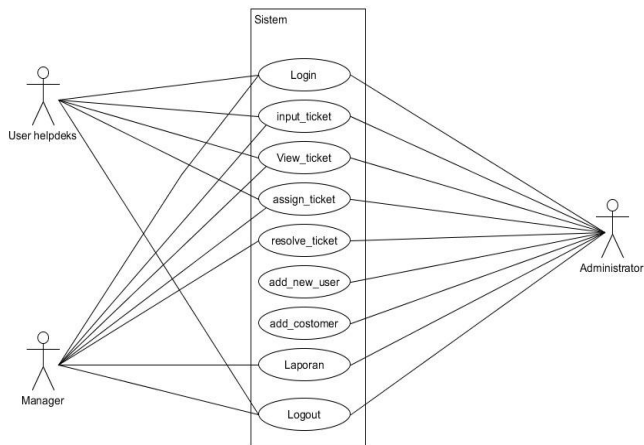 Sistem
Login
User helpdeks
input_ticket
View_ticket
assign_ticket
resolve_ticket
Administrator
add_new_user
add_costomer
Laporan
Manager
Logout